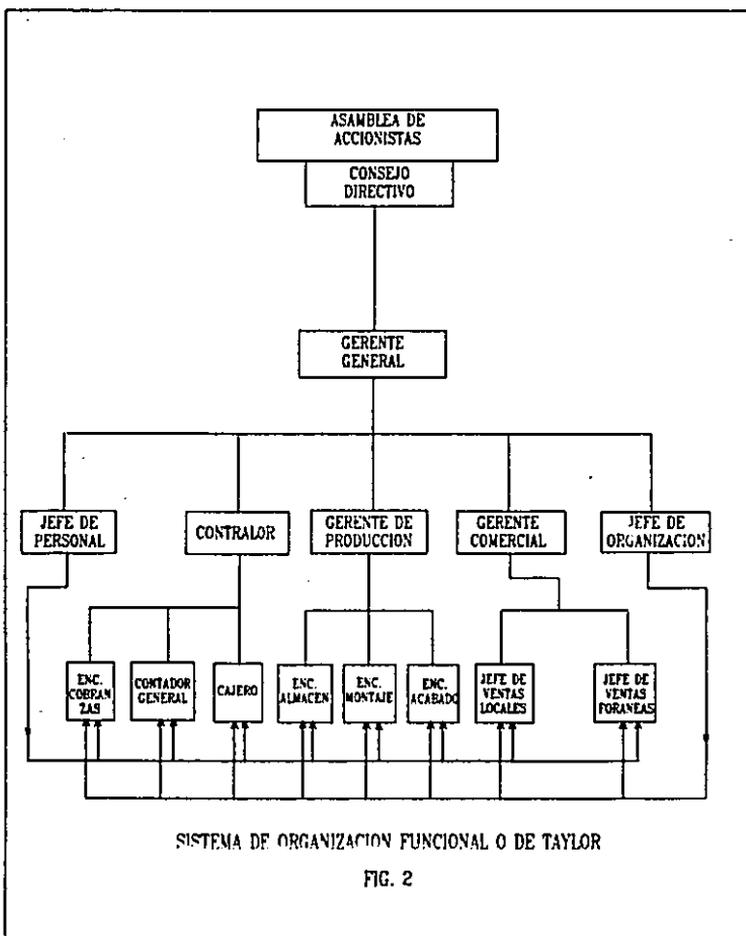 ASAMBLEA DE
ACCIONISTAS
CONSEJO
DIRECTIVO
GERENTE
GENERAL
JEFE DE
PERSONAL
CONTRALOR
GERENTE DE
PRODUCCION
GERENTE
COMERCIAL
JEFE DE
ORGANIZACION
ENC.
COBRAN
ZAS
CONTADOR
GENERAL
CAJERO
ENC.
ALMACEN
ENC.
MONTAJE
ENC.
ACABADO
JEFE DE
VENTAS
LOCALES
JEFE DE
VENTAS
FORANEAS
SISTEMA DE ORGANIZACION FUNCIONAL O DE TAYLOR
FIG. 2